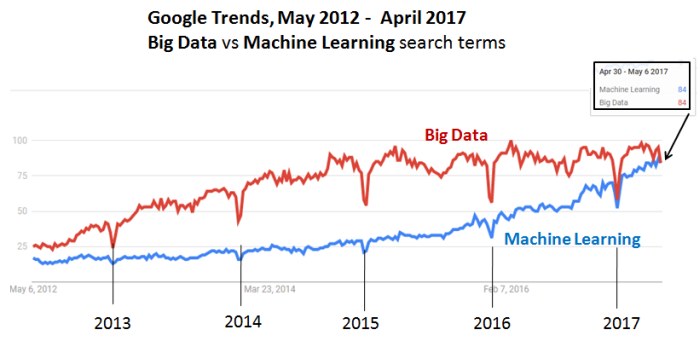 Google Trends, May 2012 - April 2017
Big Data vs Machine Learning search terms
Apr 30 - May 6 2017
Machine Learning 84
Big Data 84
100
75
50
25
Big Data
Machine Learning
May 6, 2012
Mar 23, 2014
Feb 7, 2016
2013
2014
2015
2016
2017